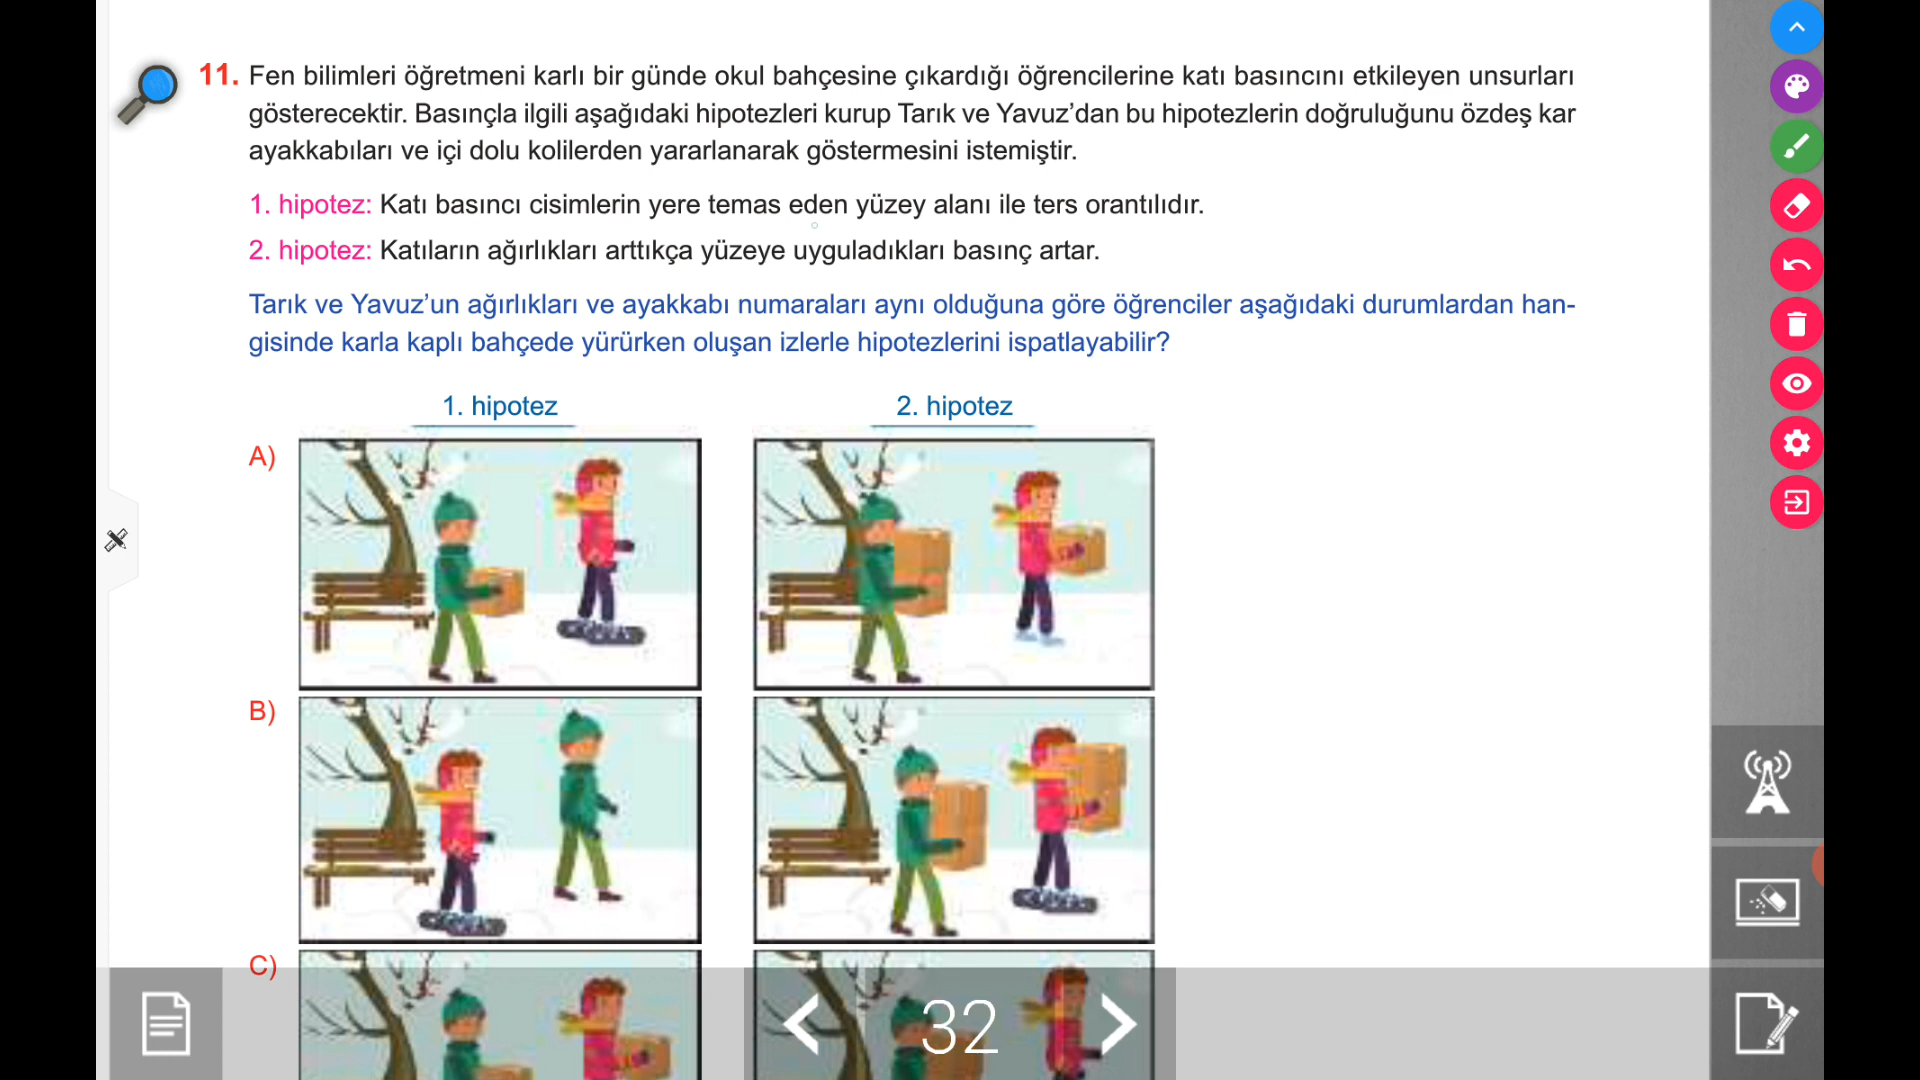 11. Fen bilimleri öğretmeni karlı bir günde okul bahçesine çıkardığı öğrencilerine katı basıncını etkileyen unsurları
gösterecektir. Basınçla ilgili aşağıdaki hipotezleri kurup Tarık ve Yavuz’dan bu hipotezlerin doğruluğunu özdeş kar
ayakkabıları ve içi dolu kolilerden yararlanarak göstermesini istemiştir.
1. hipotez: Katı basıncı cisimlerin yere temas eden yüzey alanı ile ters orantılıdır.
2. hipotez: Katıların ağırlıkları arttıkça yüzeye uyguladıkları basınç artar.
Tarık ve Yavuz’un ağırlıkları ve ayakkabı numaraları aynı olduğuna göre öğrenciler aşağıdaki durumlardan han-
gisinde karla kaplı bahçede yürürken oluşan izlerle hipotezlerini ispatlayabilir?
1. hipotez 2. hipotez
A)
B)
C)
32